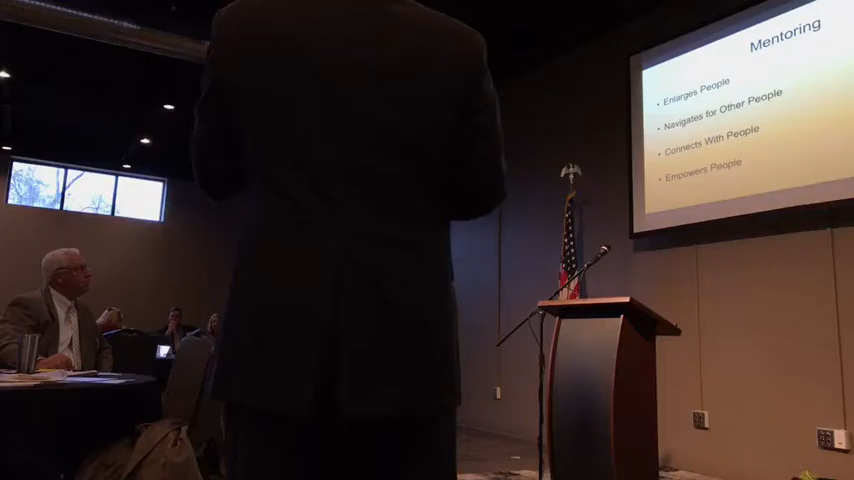 Mentoring
• Enlarges People
• Navigates for Other People
• Connects With People
• Empowers People